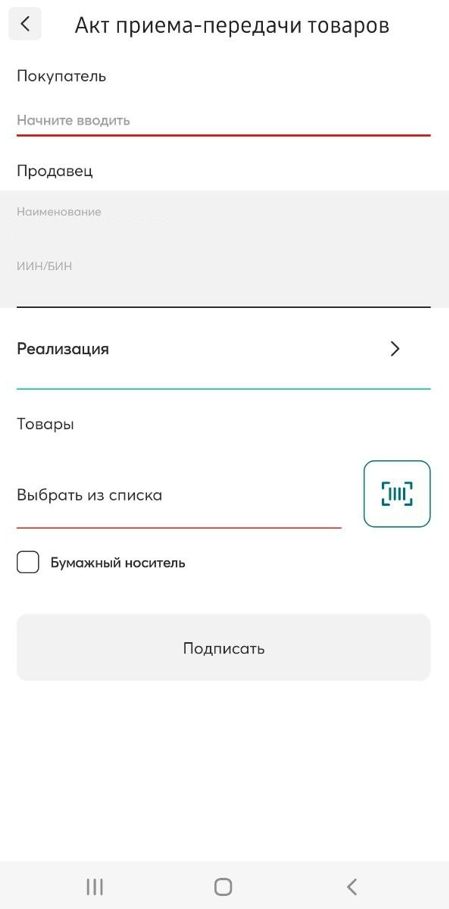 Акт приема-передачи товаров
Покупатель
Начните вводить
Продавец
Наименование
ИИН/БИН
Реализация
Товары
Выбрать из списка
Бумажный носитель
Подписать